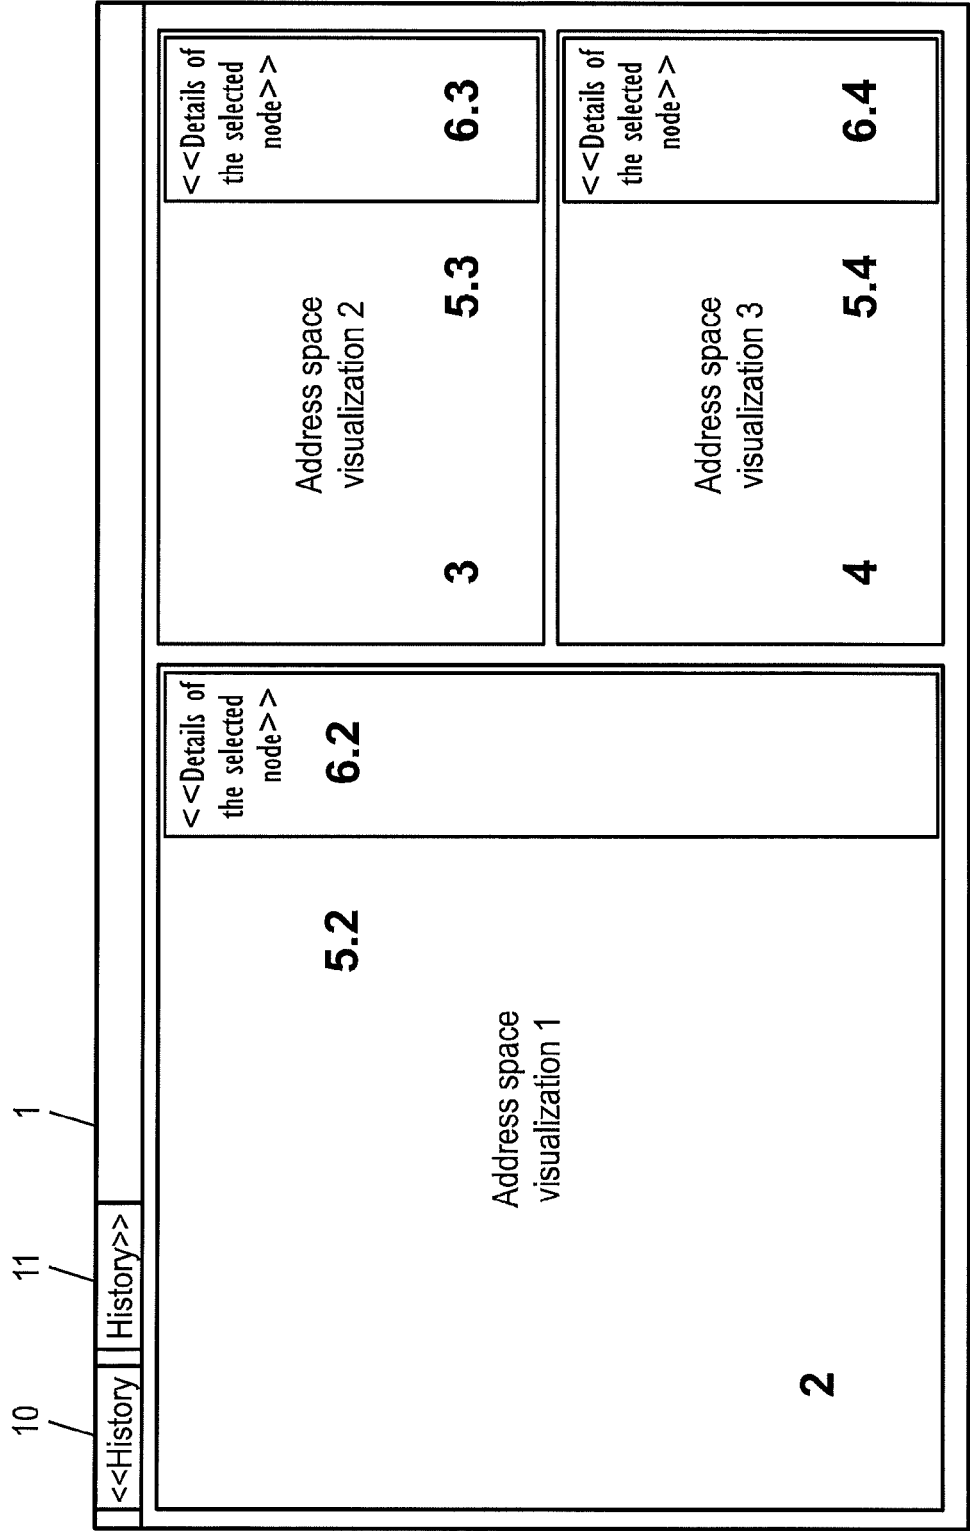 10
11
1
<<History
History>>
Address space
visualization 1
5.2
2
<<Details of
the selected
node>>
6.2
Address space
visualization 2
3
5.3
<<Details of
the selected
node>>
6.3
Address space
visualization 3
4
5.4
<<Details of
the selected
node>>
6.4